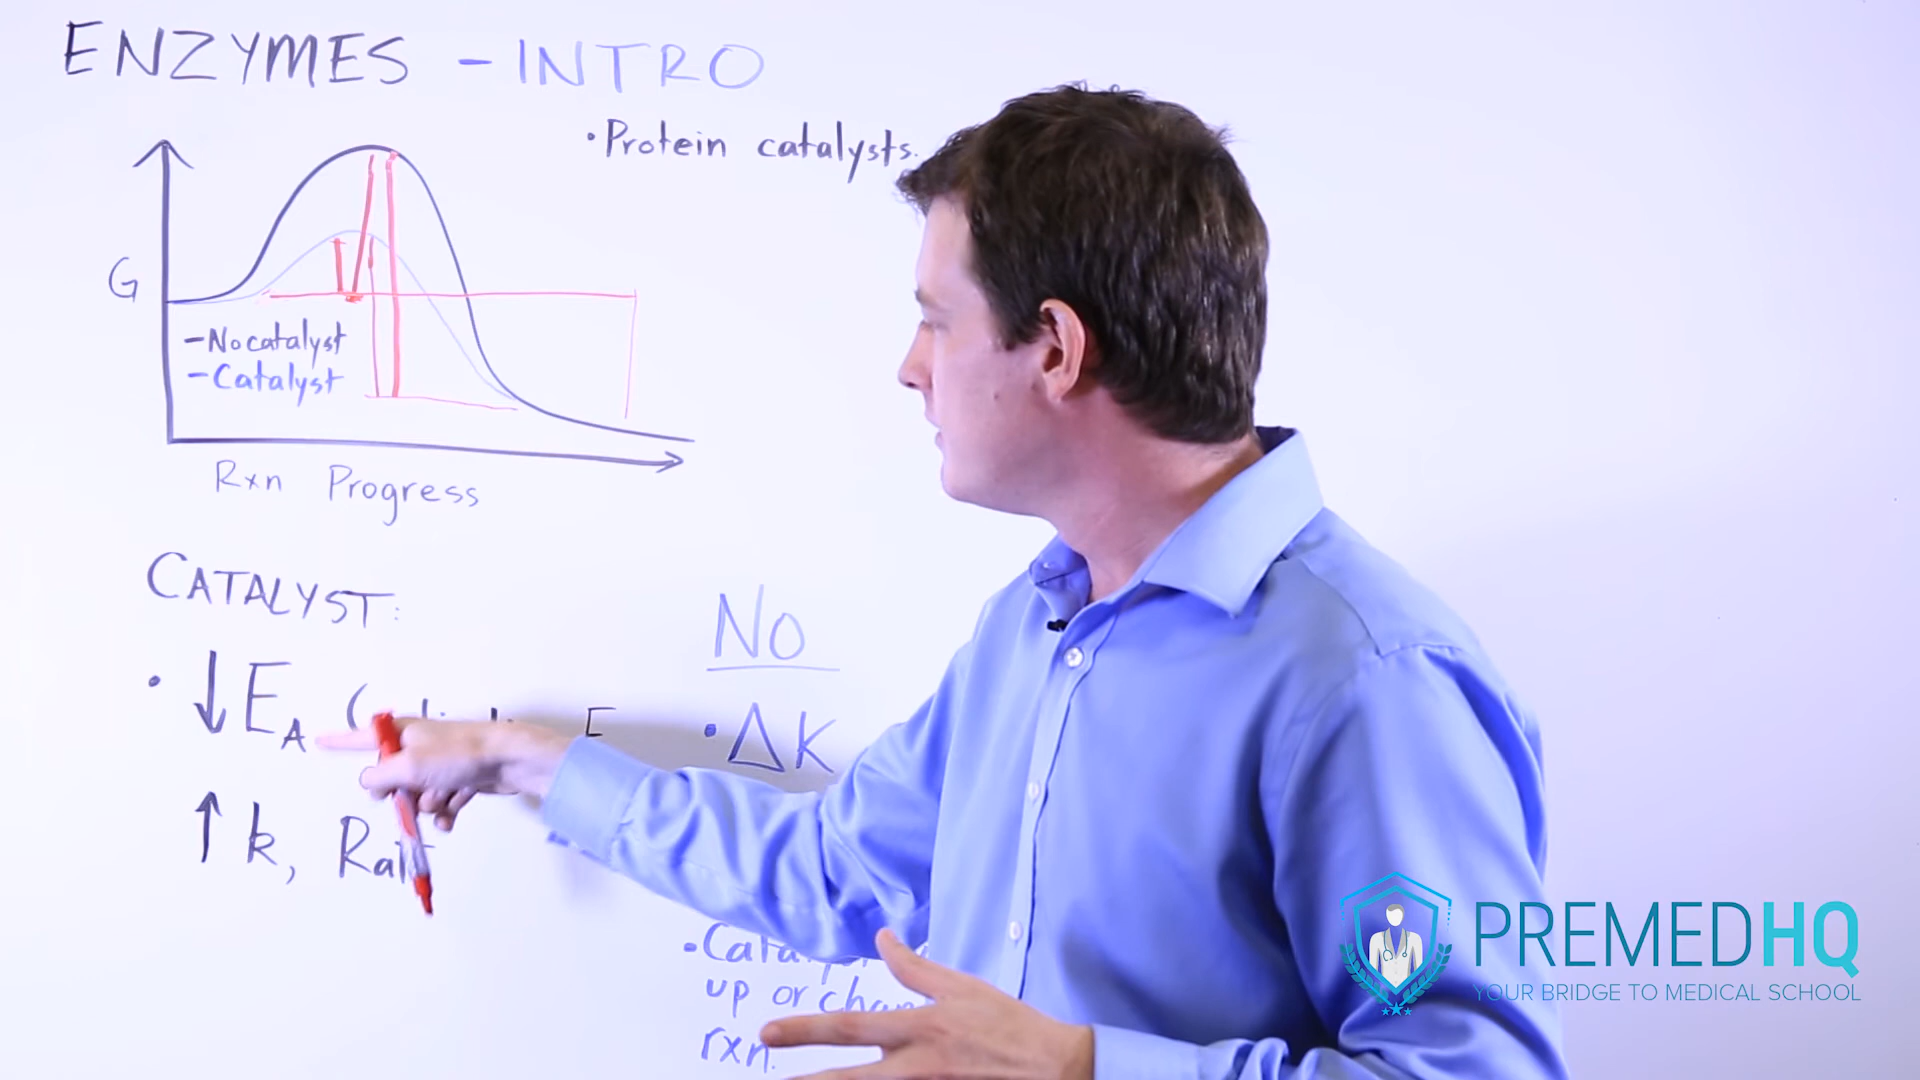 ENZYMES - INTRO
• Protein catalysts.
G
- No catalyst
- Catalyst
Rxn Progress
CATALYST:
• ↓ EA
↑ k,
NO
• ΔK
up or
rxn.
PREMEDHQ
YOUR BRIDGE TO MEDICAL SCHOOL